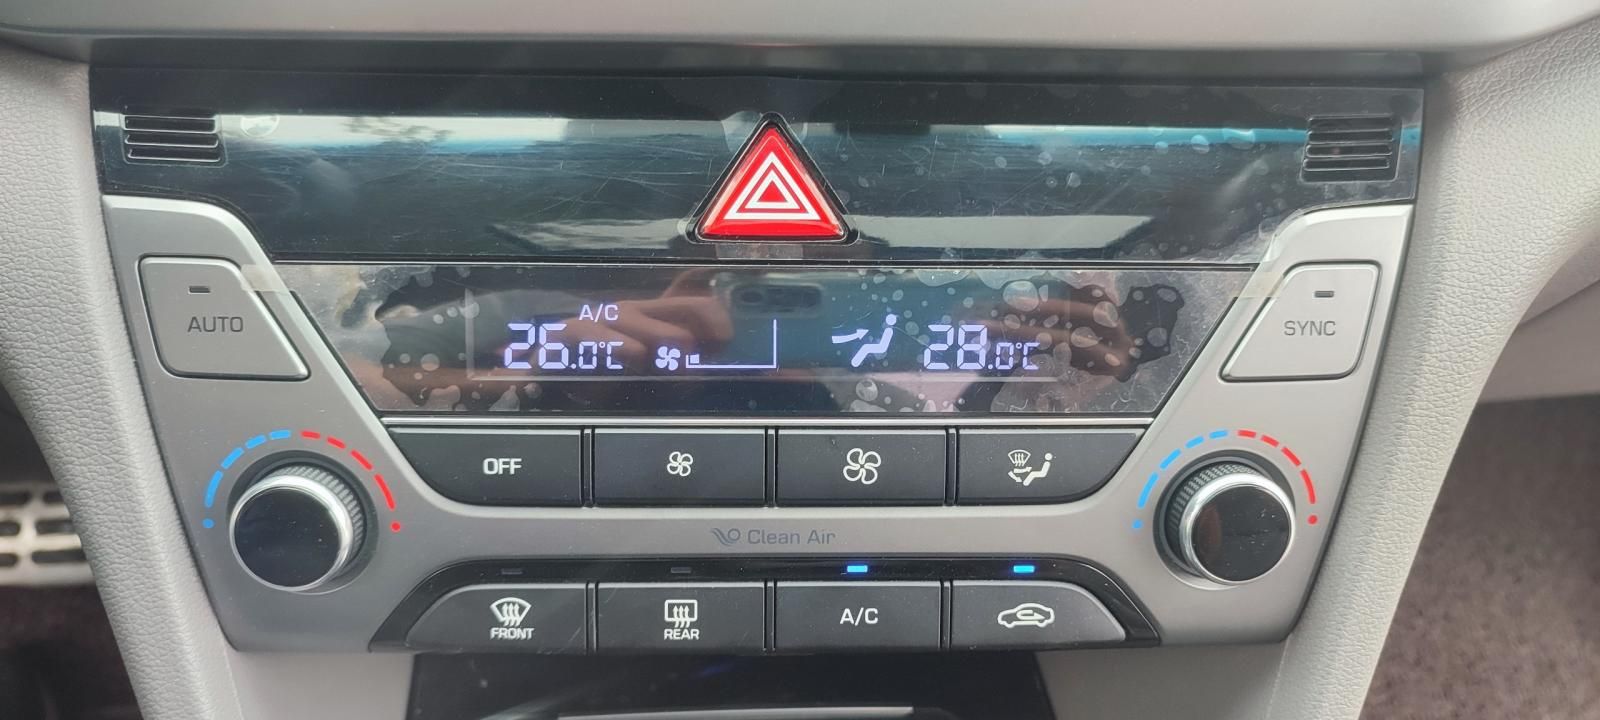 A/C
AUTO
26.0°C
28.0°C
SYNC
OFF
Clean Air
FRONT
REAR
A/C